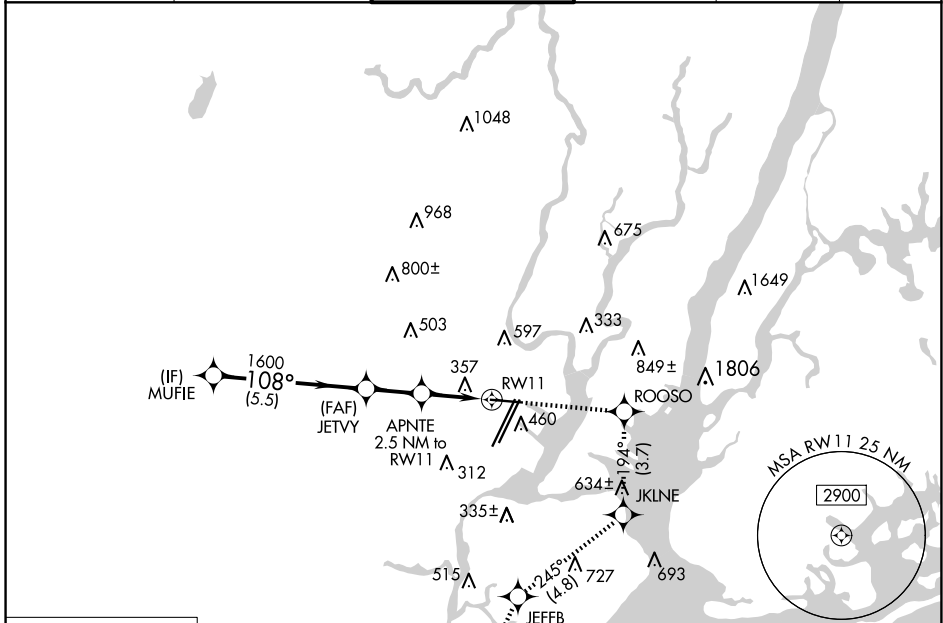 1048
968
675
800±
1649
503
597
333
849±
1806
1600
108°
(5.5)
357
RW11
(IF)
MUFIE
(FAF)
JETVY
APNTE
2.5 NM to
RW11
460
ROOSO
312
194°
(3.7)
634±
JKLNE
335±
MSA RW11 25 NM
2900
515
245°
(4.8)
727
693
JEFFB